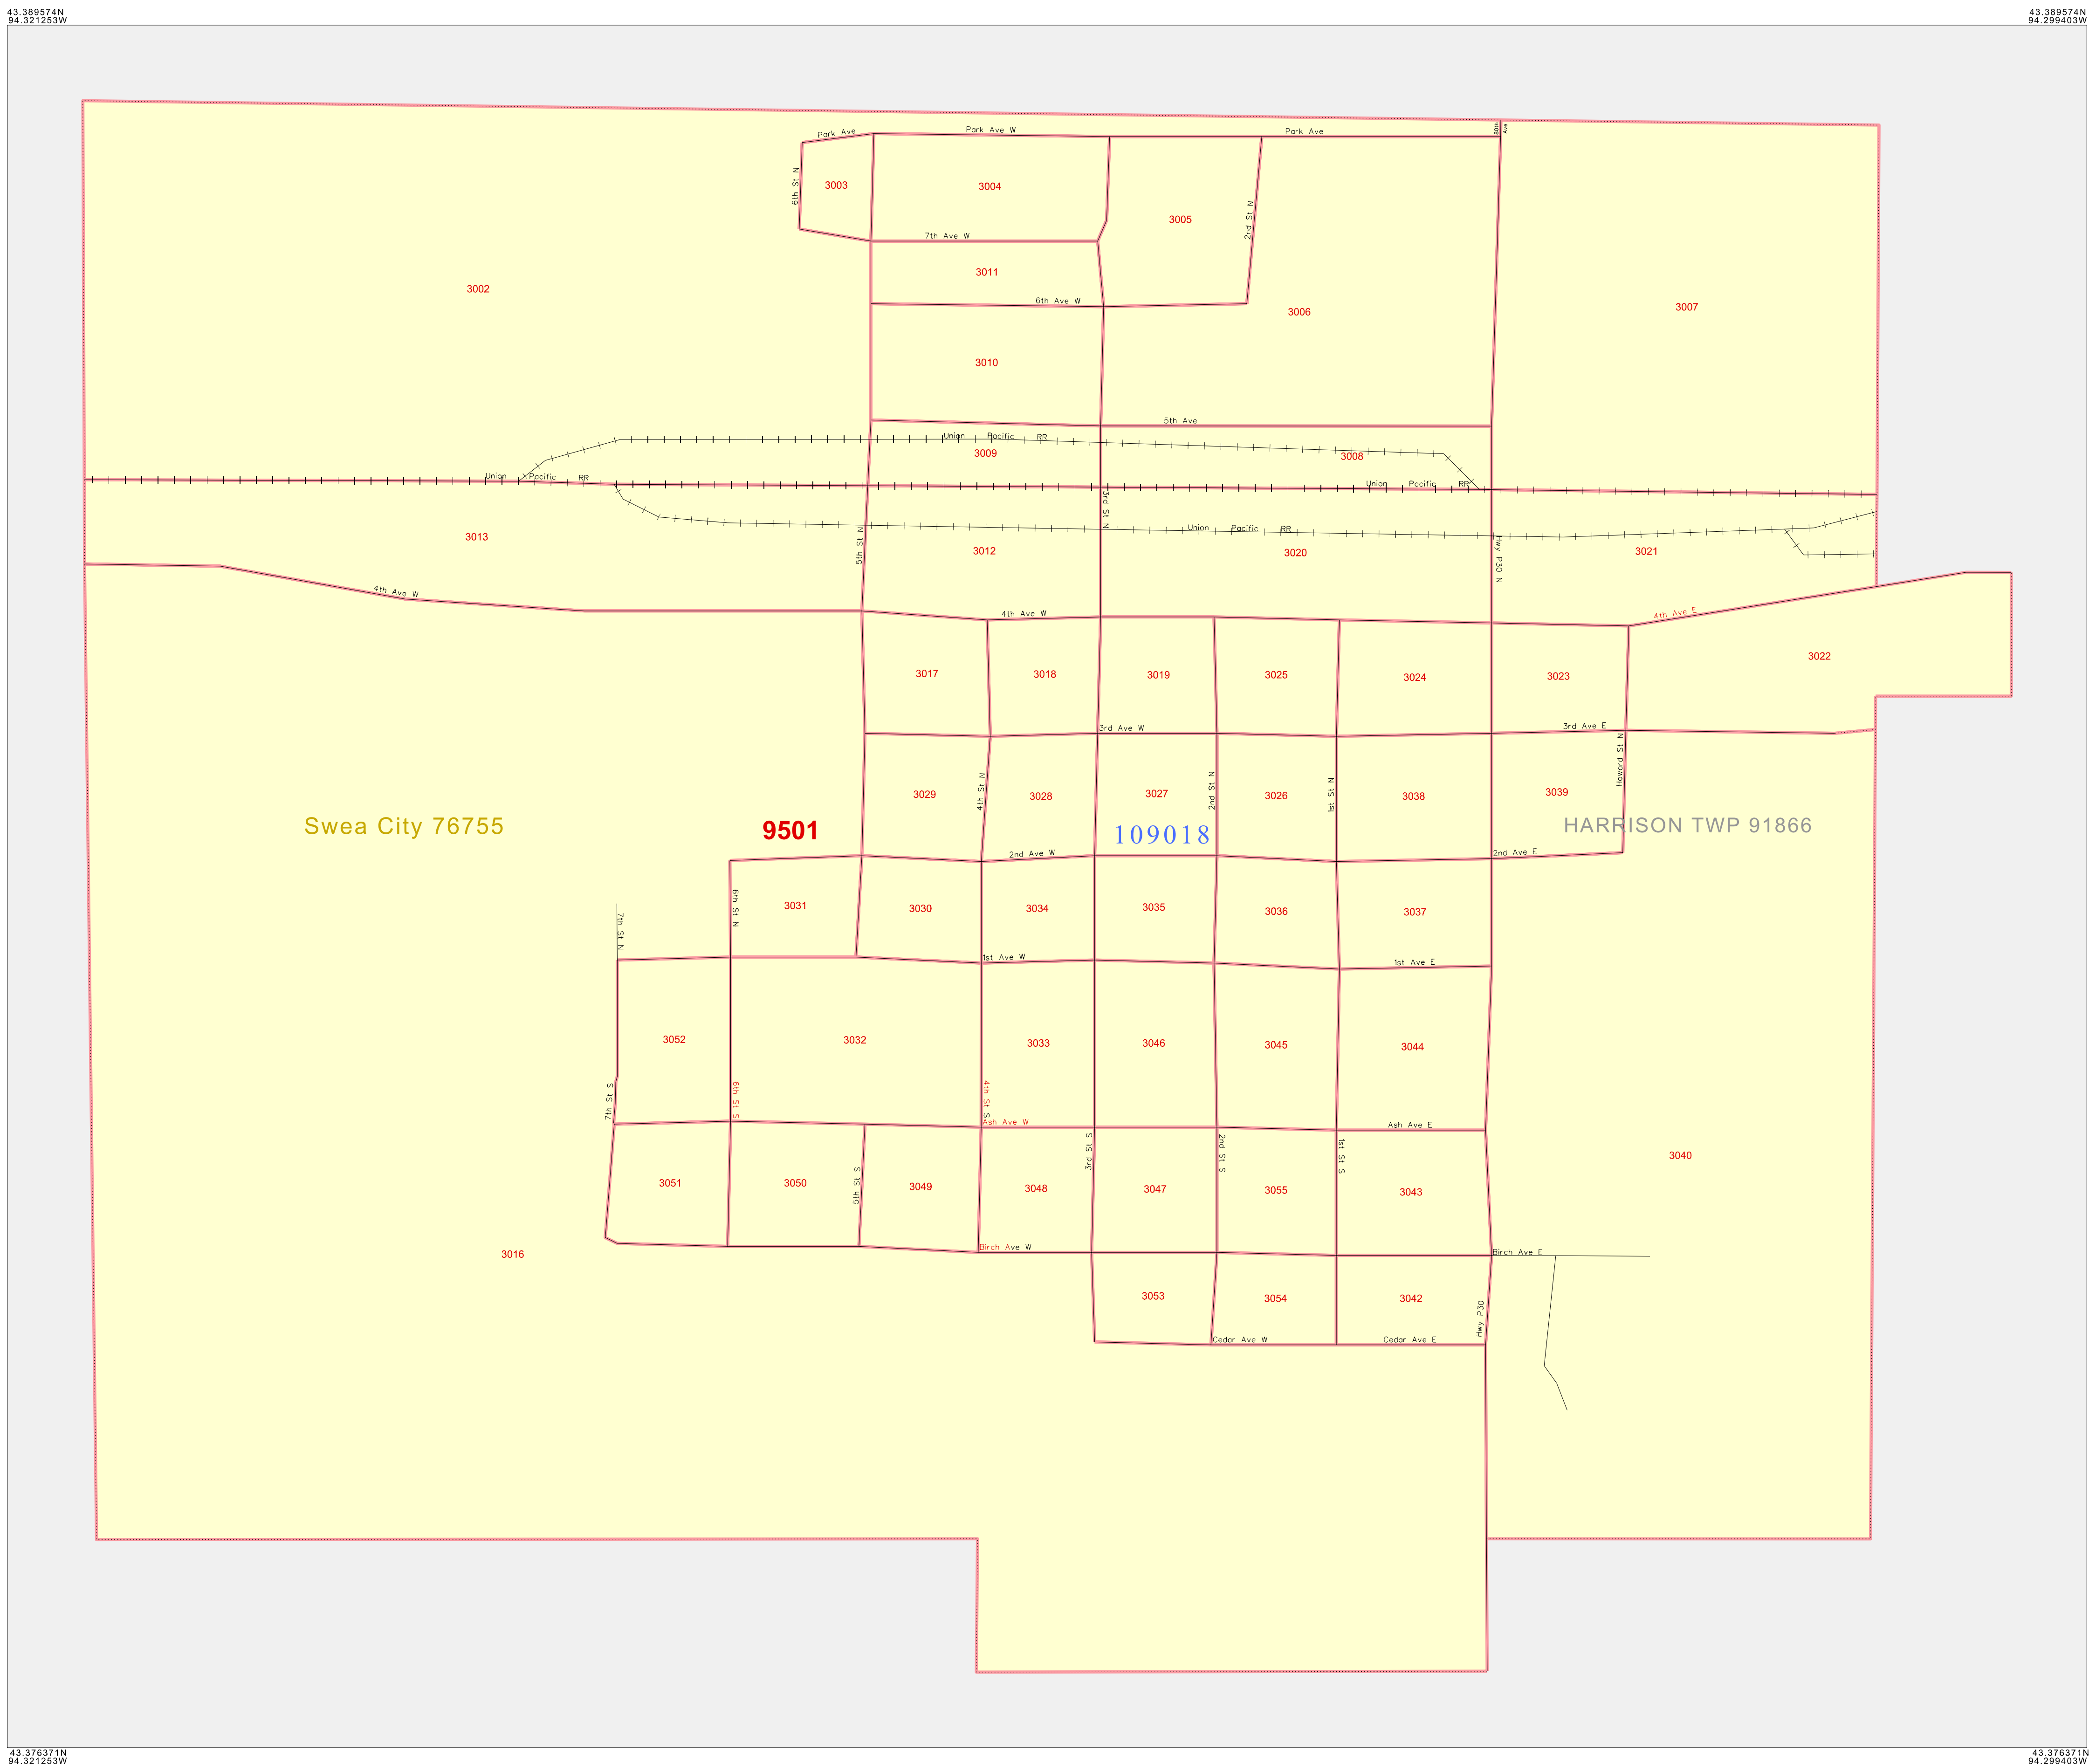 43.389574N
94.321253W
43.389574N
94.299403W
Park Ave
Park Ave W
Park Ave
80th Ave
6th St N
3003
3004
3005
2nd St N
7th Ave W
3011
3002
6th Ave W
3006
3007
3010
5th Ave
Union Pacific RR
3009
3008
Union Pacific RR
Union Pacific RR
3rd St N
Union Pacific RR
3013
5th St N
3012
3020
Hwy P30 N
3021
4th Ave W
4th Ave W
4th Ave E
3022
3017
3018
3019
3025
3024
3023
3rd Ave W
3rd Ave E
Howard St N
3029
4th St N
3028
3027
2nd St N
3026
1st St N
3038
3039
Swea City 76755
9501
109018
HARRISON TWP 91866
2nd Ave W
2nd Ave E
6th St N
3031
3030
3034
3035
3036
3037
7th St N
1st Ave W
1st Ave E
3052
3032
3033
3046
3045
3044
7th St S
6th St S
4th St S
Ash Ave W
Ash Ave E
3rd St S
2nd St S
1st St S
3040
3051
3050
5th St S
3049
3048
3047
3055
3043
3016
Birch Ave W
Birch Ave E
3053
3054
3042
Hwy P30
Cedar Ave W
Cedar Ave E
43.376371N
94.321253W
43.376371N
94.299403W